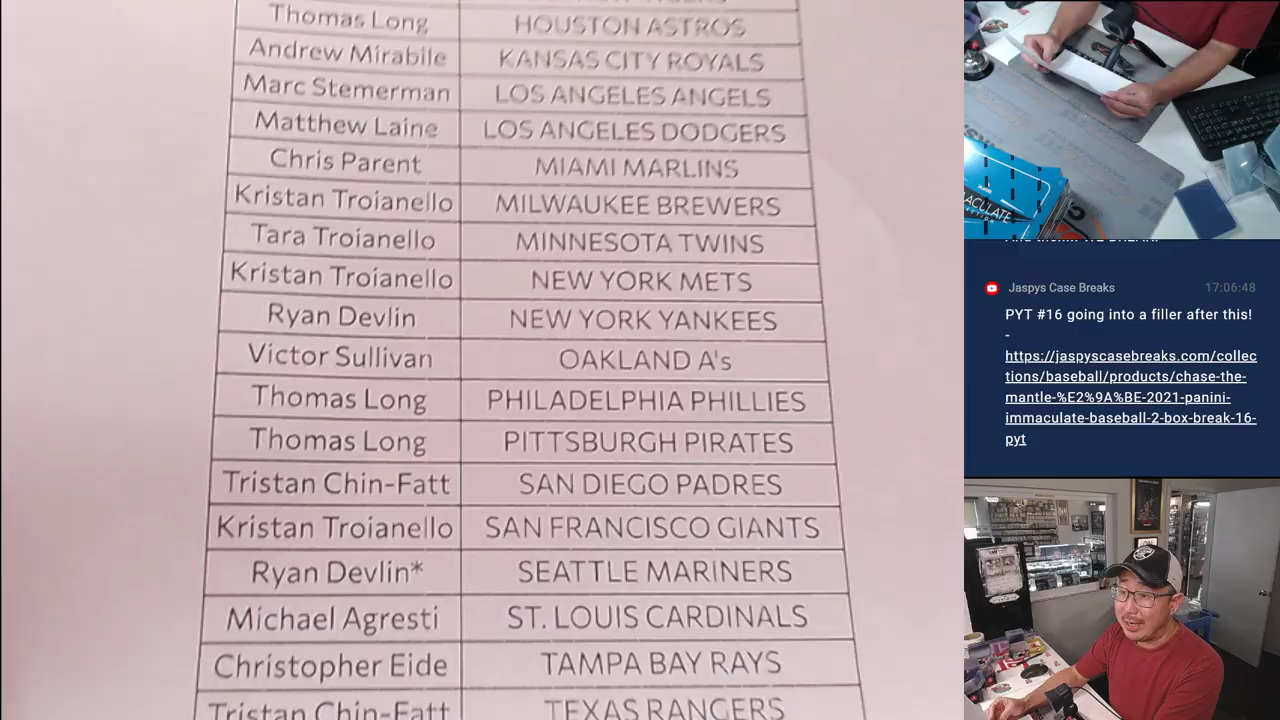 Thomas Long HOUSTON ASTROS
Andrew Mirabile KANSAS CITY ROYALS
Marc Stemerman LOS ANGELES ANGELS
Matthew Laine LOS ANGELES DODGERS
Chris Parent MIAMI MARLINS
Kristan Troianello MILWAUKEE BREWERS
Tara Troianello MINNESOTA TWINS
Kristan Troianello NEW YORK METS
Ryan Devlin NEW YORK YANKEES
Victor Sullivan OAKLAND A's
Thomas Long PHILADELPHIA PHILLIES
Thomas Long PITTSBURGH PIRATES
Tristan Chin-Fatt SAN DIEGO PADRES
Kristan Troianello SAN FRANCISCO GIANTS
Ryan Devlin* SEATTLE MARINERS
Michael Agresti ST. LOUIS CARDINALS
Christopher Eide TAMPA BAY RAYS
Tristan Chin-Fatt TEXAS RANGERS
Jaspys Case Breaks 17:06:48
PYT #16 going into a filler after this!
-
https://jaspyscasebreaks.com/collec
tions/baseball/products/chase-the-
mantle-%E2%9A%BE-2021-panini-
immaculate-baseball-2-box-break-16-
pyt